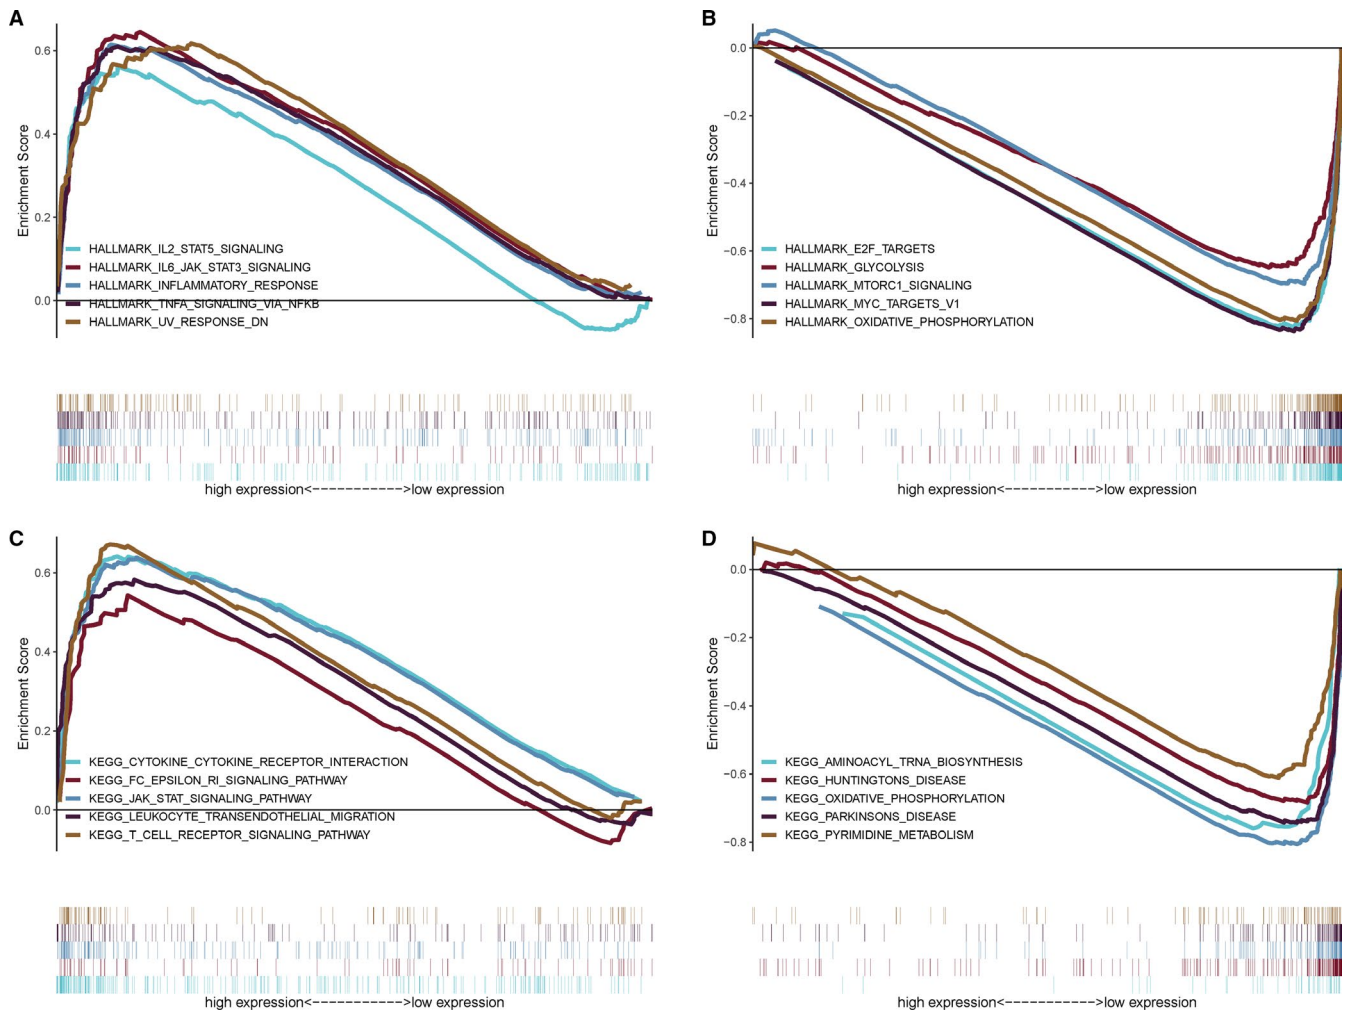 A
Enrichment Score
0.6
0.4
0.2
0.0
HALLMARK_IL2_STAT5_SIGNALING
HALLMARK_IL6_JAK_STAT3_SIGNALING
HALLMARK_INFLAMMATORY_RESPONSE
HALLMARK_TNFA_SIGNALING_VIA_NFKB
HALLMARK_UV_RESPONSE_DN
high expression<------------>low expression
B
Enrichment Score
0.0
−0.2
−0.4
−0.6
−0.8
HALLMARK_E2F_TARGETS
HALLMARK_GLYCOLYSIS
HALLMARK_MTORC1_SIGNALING
HALLMARK_MYC_TARGETS_V1
HALLMARK_OXIDATIVE_PHOSPHORYLATION
high expression<------------>low expression
C
Enrichment Score
0.6
0.4
0.2
0.0
KEGG_CYTOKINE_CYTOKINE_RECEPTOR_INTERACTION
KEGG_FC_EPSILON_RI_SIGNALING_PATHWAY
KEGG_JAK_STAT_SIGNALING_PATHWAY
KEGG_LEUKOCYTE_TRANSENDOTHELIAL_MIGRATION
KEGG_T_CELL_RECEPTOR_SIGNALING_PATHWAY
high expression<------------>low expression
D
Enrichment Score
0.0
−0.2
−0.4
−0.6
−0.8
KEGG_AMINOACYL_TRNA_BIOSYNTHESIS
KEGG_HUNTINGTONS_DISEASE
KEGG_OXIDATIVE_PHOSPHORYLATION
KEGG_PARKINSONS_DISEASE
KEGG_PYRIMIDINE_METABOLISM
high expression<------------>low expression